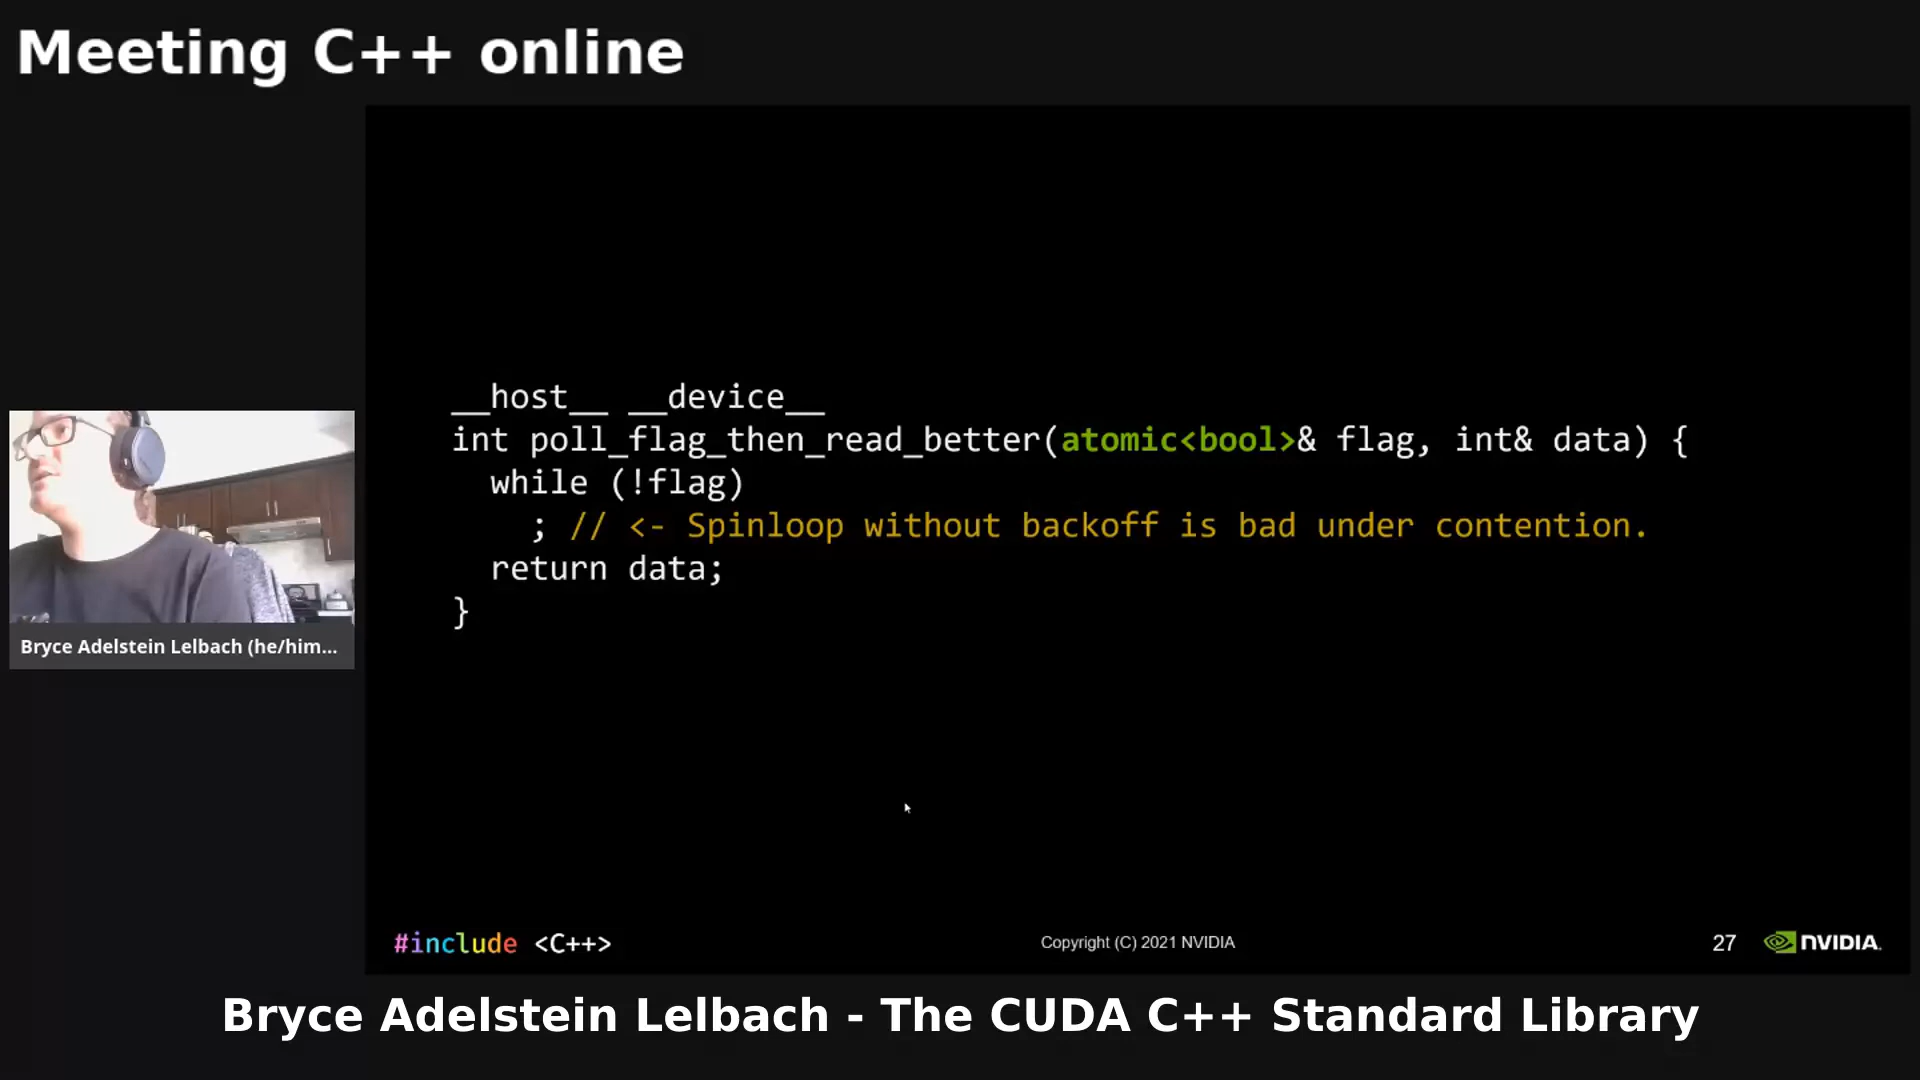 Meeting C++ online
__host__ __device__
int poll_flag_then_read_better(atomic<bool>& flag, int& data) {
  while (!flag)
    ; // <- Spinloop without backoff is bad under contention.
  return data;
}
Bryce Adelstein Lelbach (he/him...
#include <C++>
Copyright (C) 2021 NVIDIA
27
NVIDIA.
Bryce Adelstein Lelbach - The CUDA C++ Standard Library